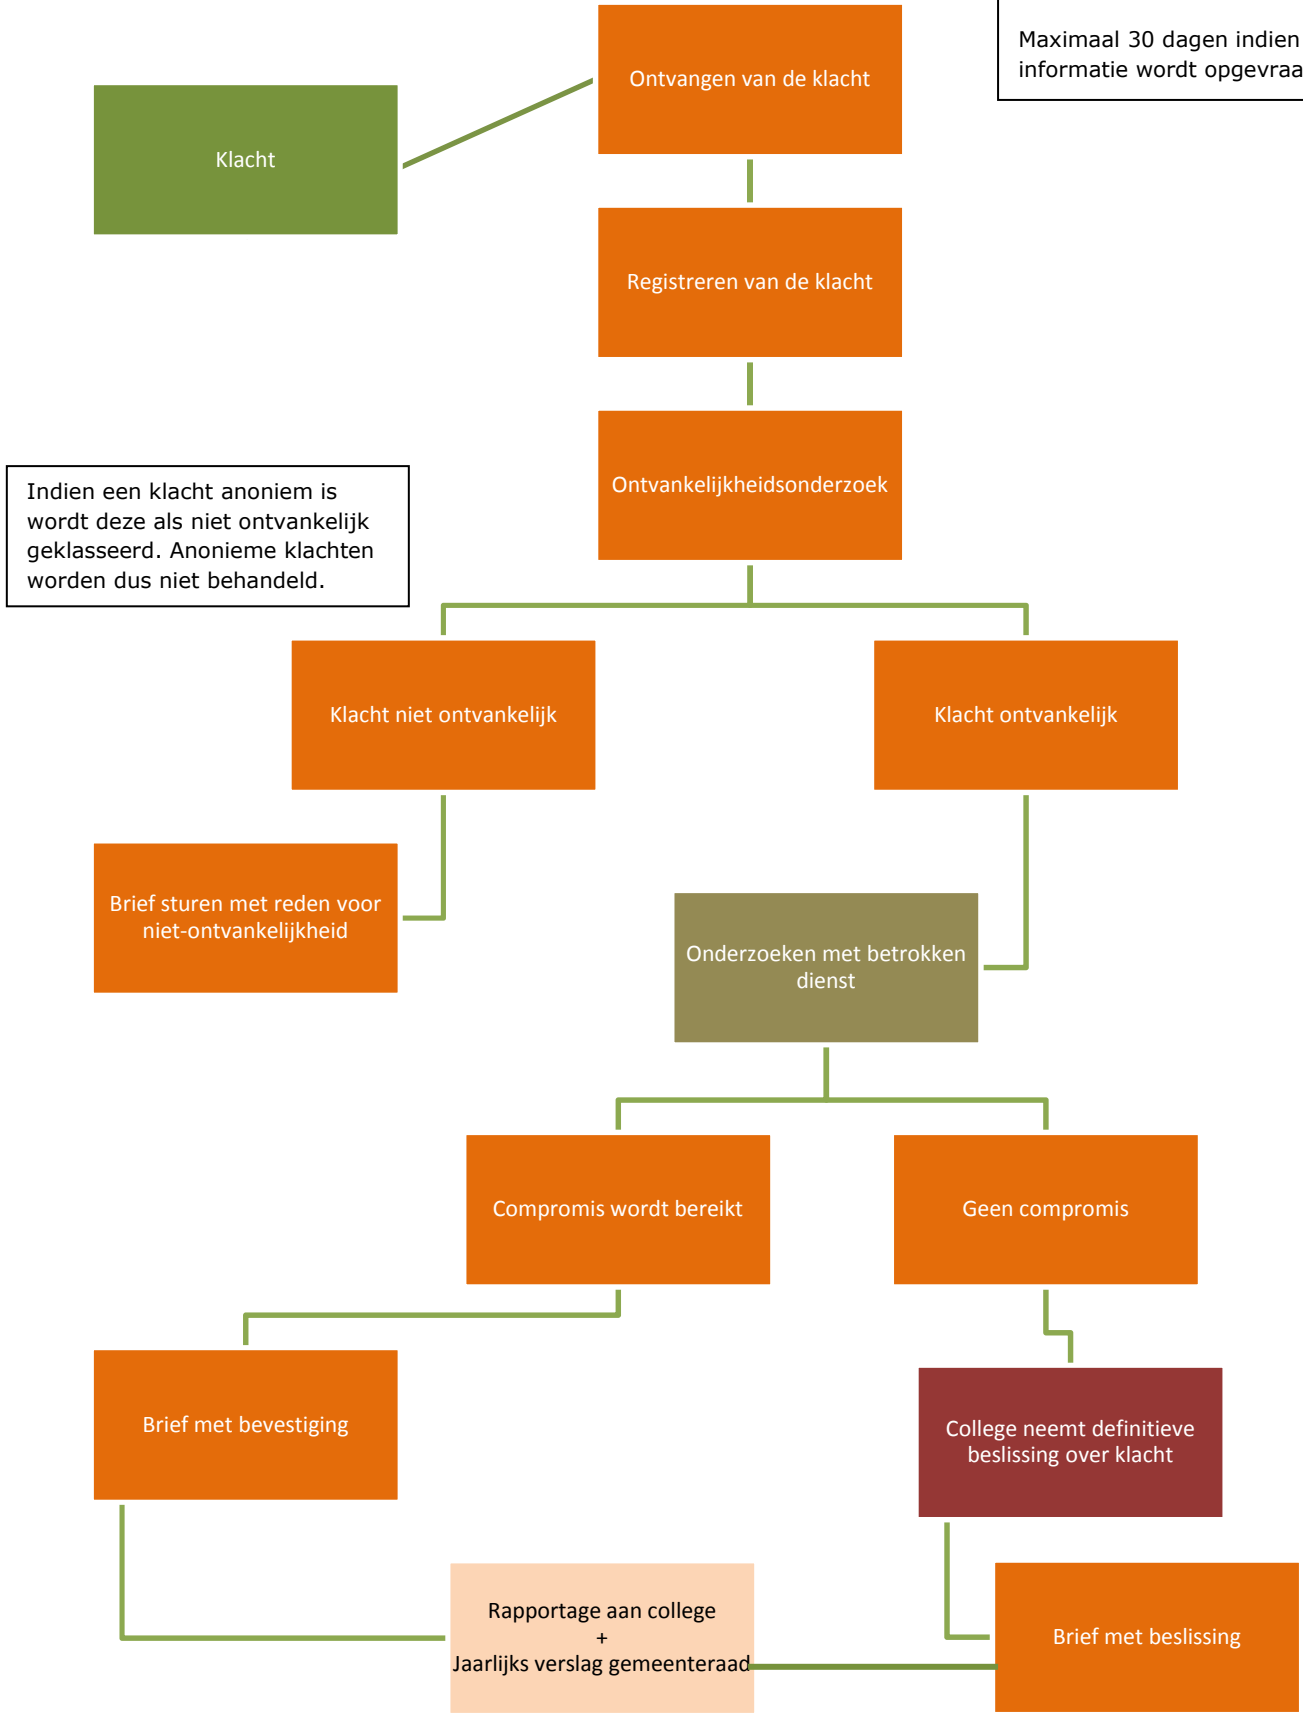 Maximaal 30 dagen indien
informatie wordt opgevraa
Ontvangen van de klacht
Klacht
Registreren van de klacht
Ontvankelijkheidsonderzoek
Indien een klacht anoniem is
wordt deze als niet ontvankelijk
geklasseerd. Anonieme klachten
worden dus niet behandeld.
Klacht niet ontvankelijk
Klacht ontvankelijk
Brief sturen met reden voor
niet-ontvankelijkheid
Onderzoeken met betrokken
dienst
Compromis wordt bereikt
Geen compromis
Brief met bevestiging
College neemt definitieve
beslissing over klacht
Rapportage aan college
+
Jaarlijks verslag gemeenteraad
Brief met beslissing